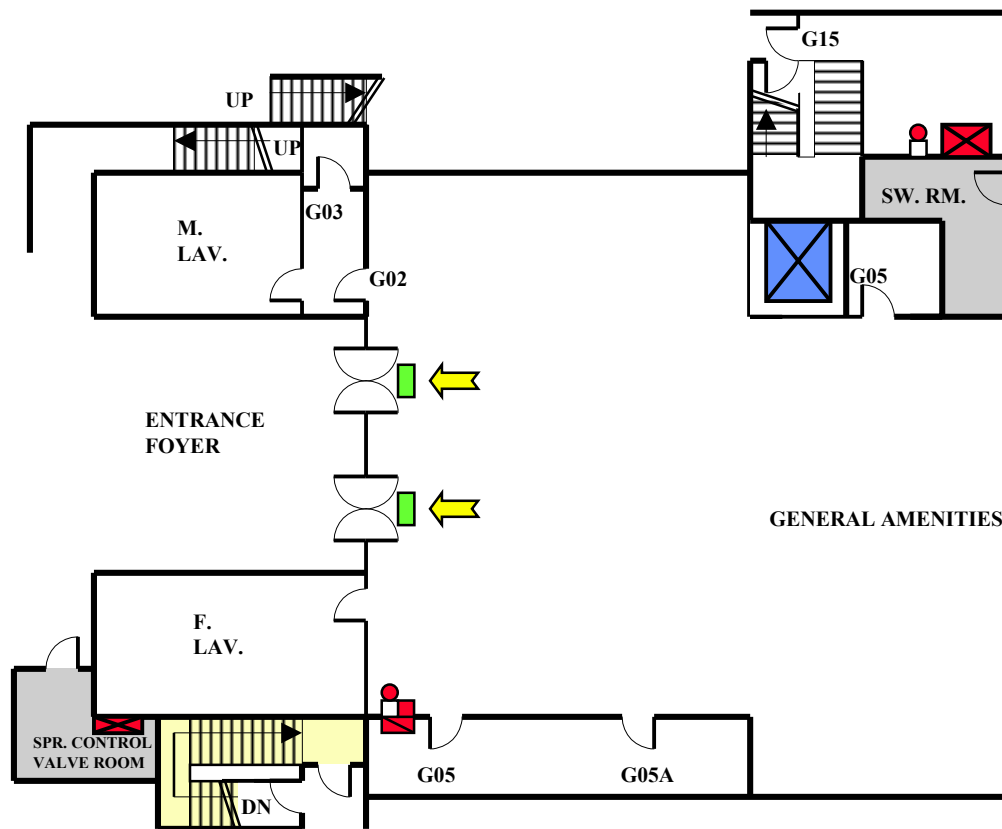 G15
UP
UP
SW. RM.
G03
M.
LAV.
G02
G05
ENTRANCE
FOYER
GENERAL AMENITIES
F.
LAV.
SPR. CONTROL
VALVE ROOM
G05
G05A
DN